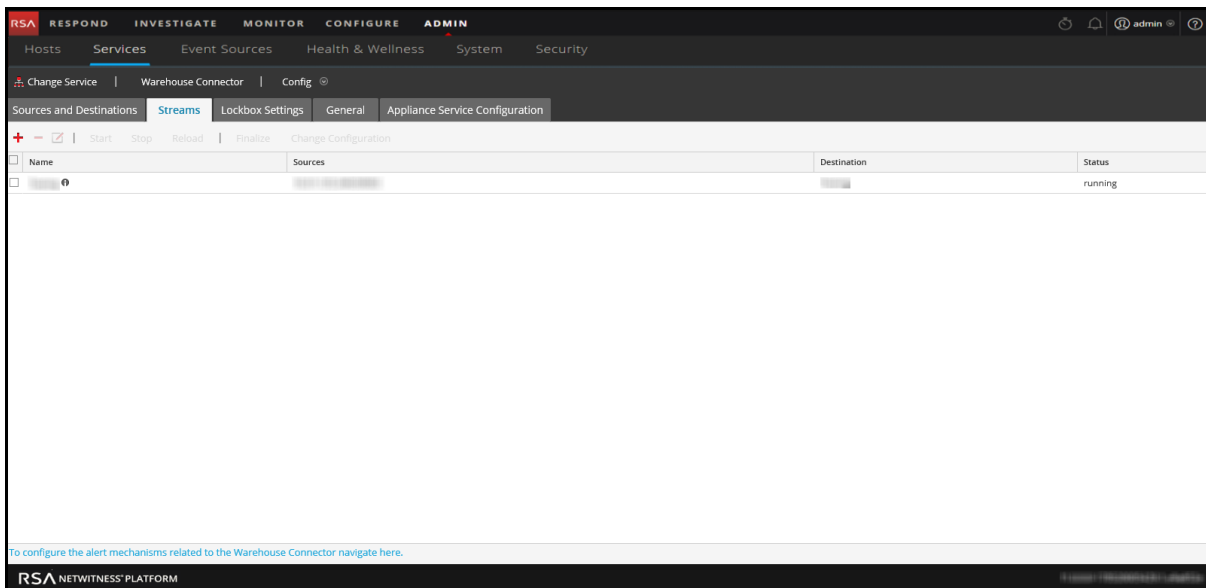 RSA RESPOND INVESTIGATE MONITOR CONFIGURE ADMIN admin
Hosts Services Event Sources Health & Wellness System Security
Change Service | Warehouse Connector | Config
Sources and Destinations Streams Lockbox Settings General Appliance Service Configuration
Start Stop Reload | Finalize Change Configuration
Name Sources Destination Status
running
To configure the alert mechanisms related to the Warehouse Connector navigate here.
RSA NETWITNESS® PLATFORM